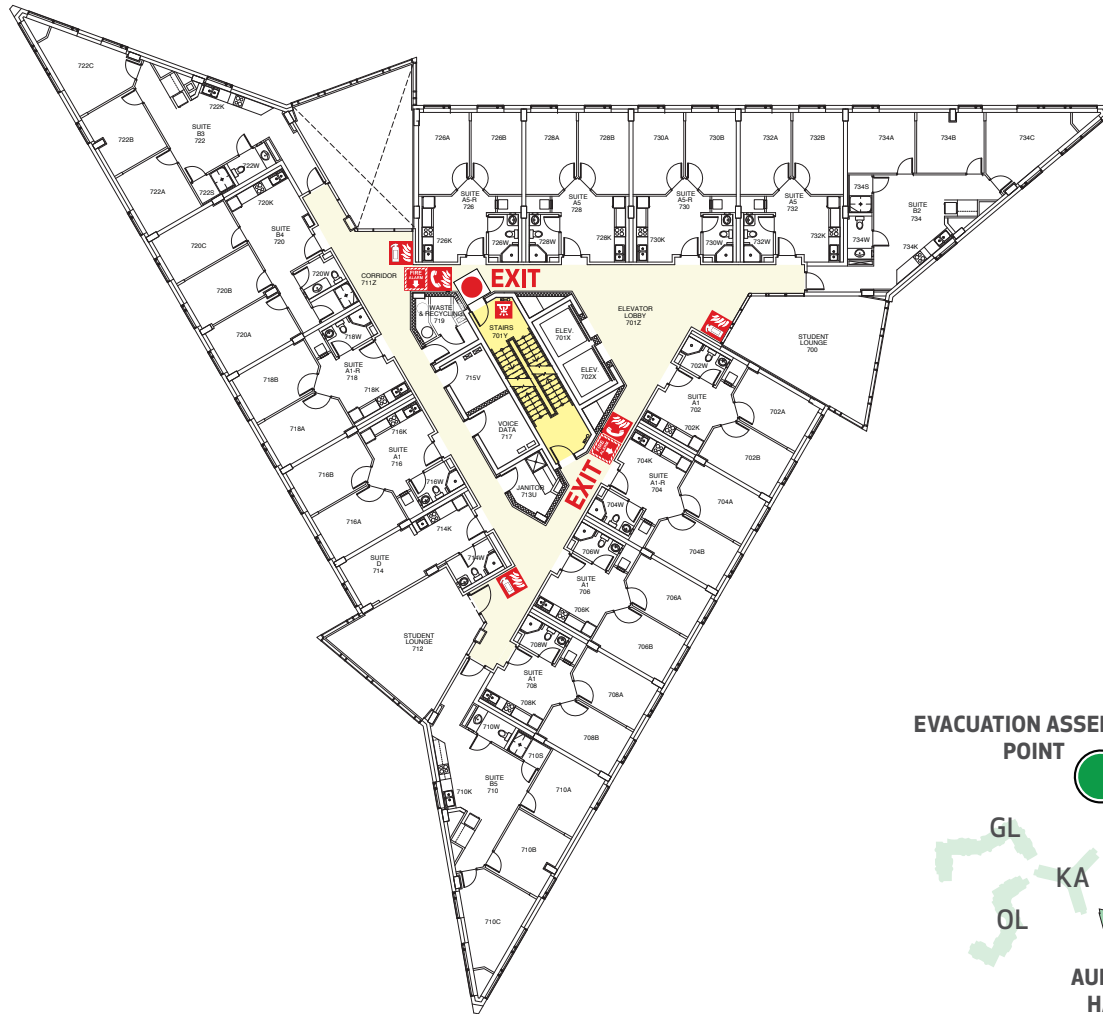 722C
722K
SUITE
B3
722
722B
722W
722A
722S
720K
720C
SUITE
B4
720
720B
720W
720A
718W
718B
SUITE
A1-R
718
718K
718A
716K
SUITE
A1
716
716B
716W
716A
714K
SUITE
D
714
714W
STUDENT
LOUNGE
712
726A
726B
728A
728B
730A
730B
732A
732B
734A
734B
734C
SUITE
A5-R
726
SUITE
A5
728
SUITE
A5-R
730
SUITE
A5
732
734S
SUITE
B2
734
726K
726W
728W
728K
730K
730W
732W
732K
734W
734K
CORRIDOR
711Z
FIRE
ALARM
EXIT
WASTE
& RECYCLING
719
STAIRS
701Y
ELEV.
701X
ELEV.
702X
ELEVATOR
LOBBY
701Z
STUDENT
LOUNGE
700
715V
VOICE
DATA
717
JANITOR
713U
EXIT
702W
SUITE
A1
702
702A
702K
702B
704K
SUITE
A1-R
704
704A
704W
704B
706W
SUITE
A1
706
706A
706K
706B
708W
SUITE
A1
708
708A
708K
708B
710W
710S
SUITE
B5
710
710K
710A
710B
710C
EVACUATION ASSE
POINT
GL
KA
OL
AU
H